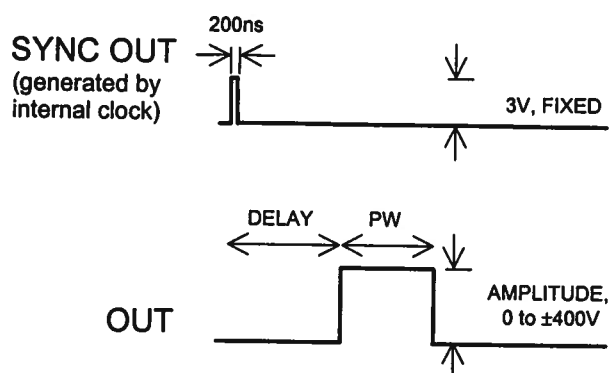 200ns
SYNC OUT
(generated by
internal clock)
3V, FIXED
DELAY
PW
AMPLITUDE,
0 to ±400V
OUT